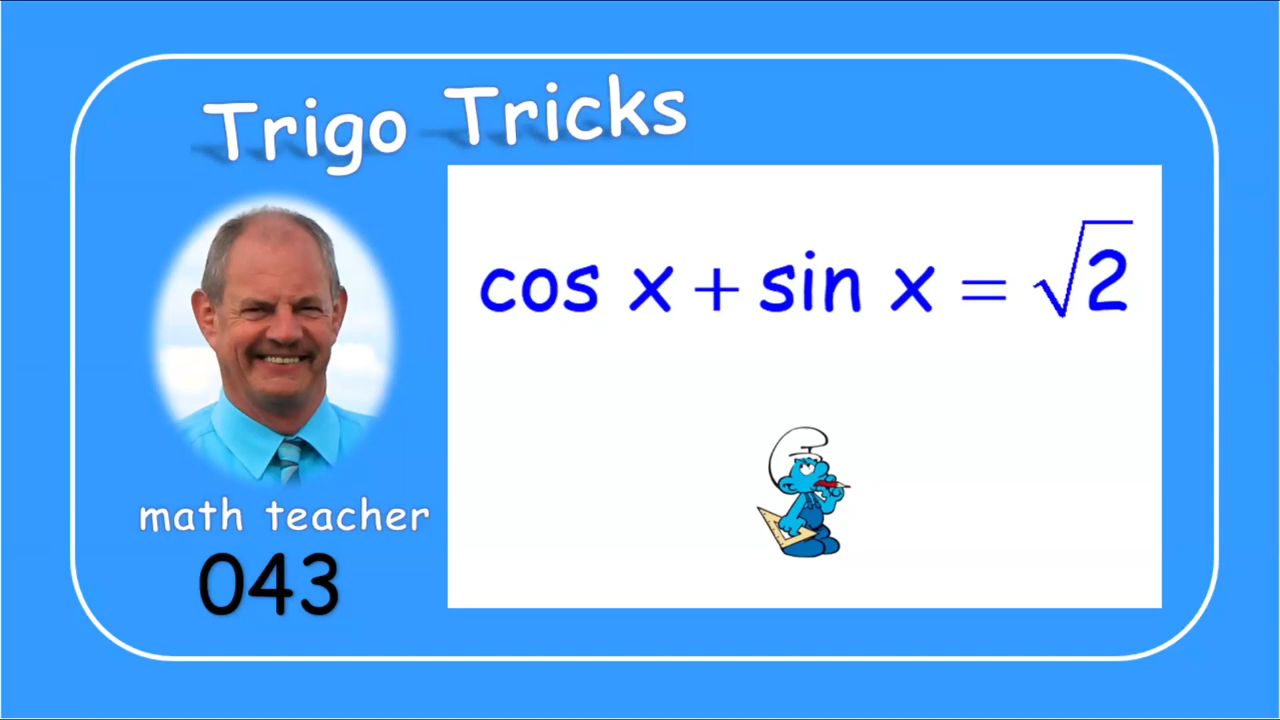 Trigo Tricks
cos x + sin x = √2
math teacher
043